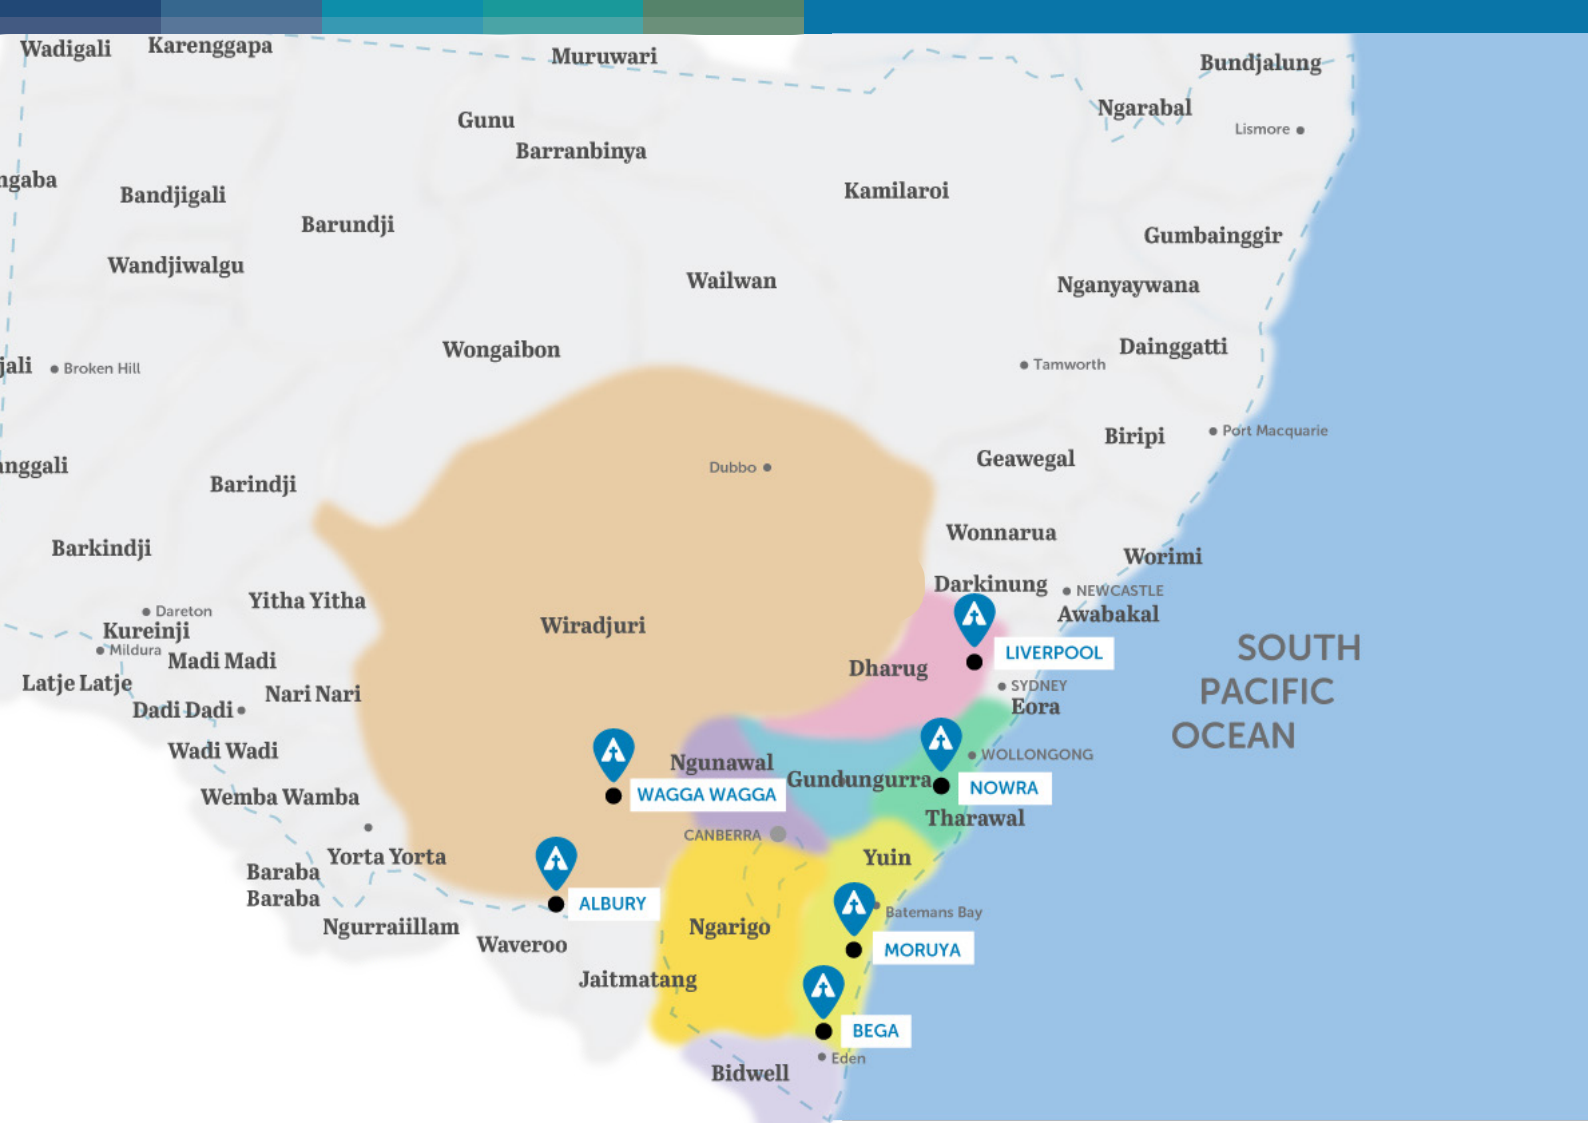 Wadigali
Karenggapa
Muruwari
Bundjalung
Ngarabal
Lismore
Gunu
Barranbinya
ngaba
Bandjigali
Kamilaroi
Barundji
Gumbainggir
Wandjiwalgu
Wailwan
Nganyaywana
Wongaibon
Dainggatti
jali
Broken Hill
Tamworth
Biripi
Port Macquarie
anggali
Dubbo
Geawegal
Barindji
Wonnarua
Barkindji
Worimi
Darkinung
NEWCASTLE
Yitha Yitha
Dareton
Awabakal
Kureinji
Wiradjuri
Mildura
Madi Madi
LIVERPOOL
SOUTH
PACIFIC
OCEAN
Dharug
Latje Latje
Nari Nari
SYDNEY
Eora
Dadi Dadi
Wadi Wadi
Ngunawal
WOLLONGONG
Gundungurra
WAGGA WAGGA
NOWRA
Wemba Wamba
Tharawal
CANBERRA
Yorta Yorta
Yuin
Baraba
Baraba
ALBURY
Batemans Bay
Ngurraiillam
Ngarigo
Waveroo
MORUYA
Jaitmatang
BEGA
Eden
Bidwell